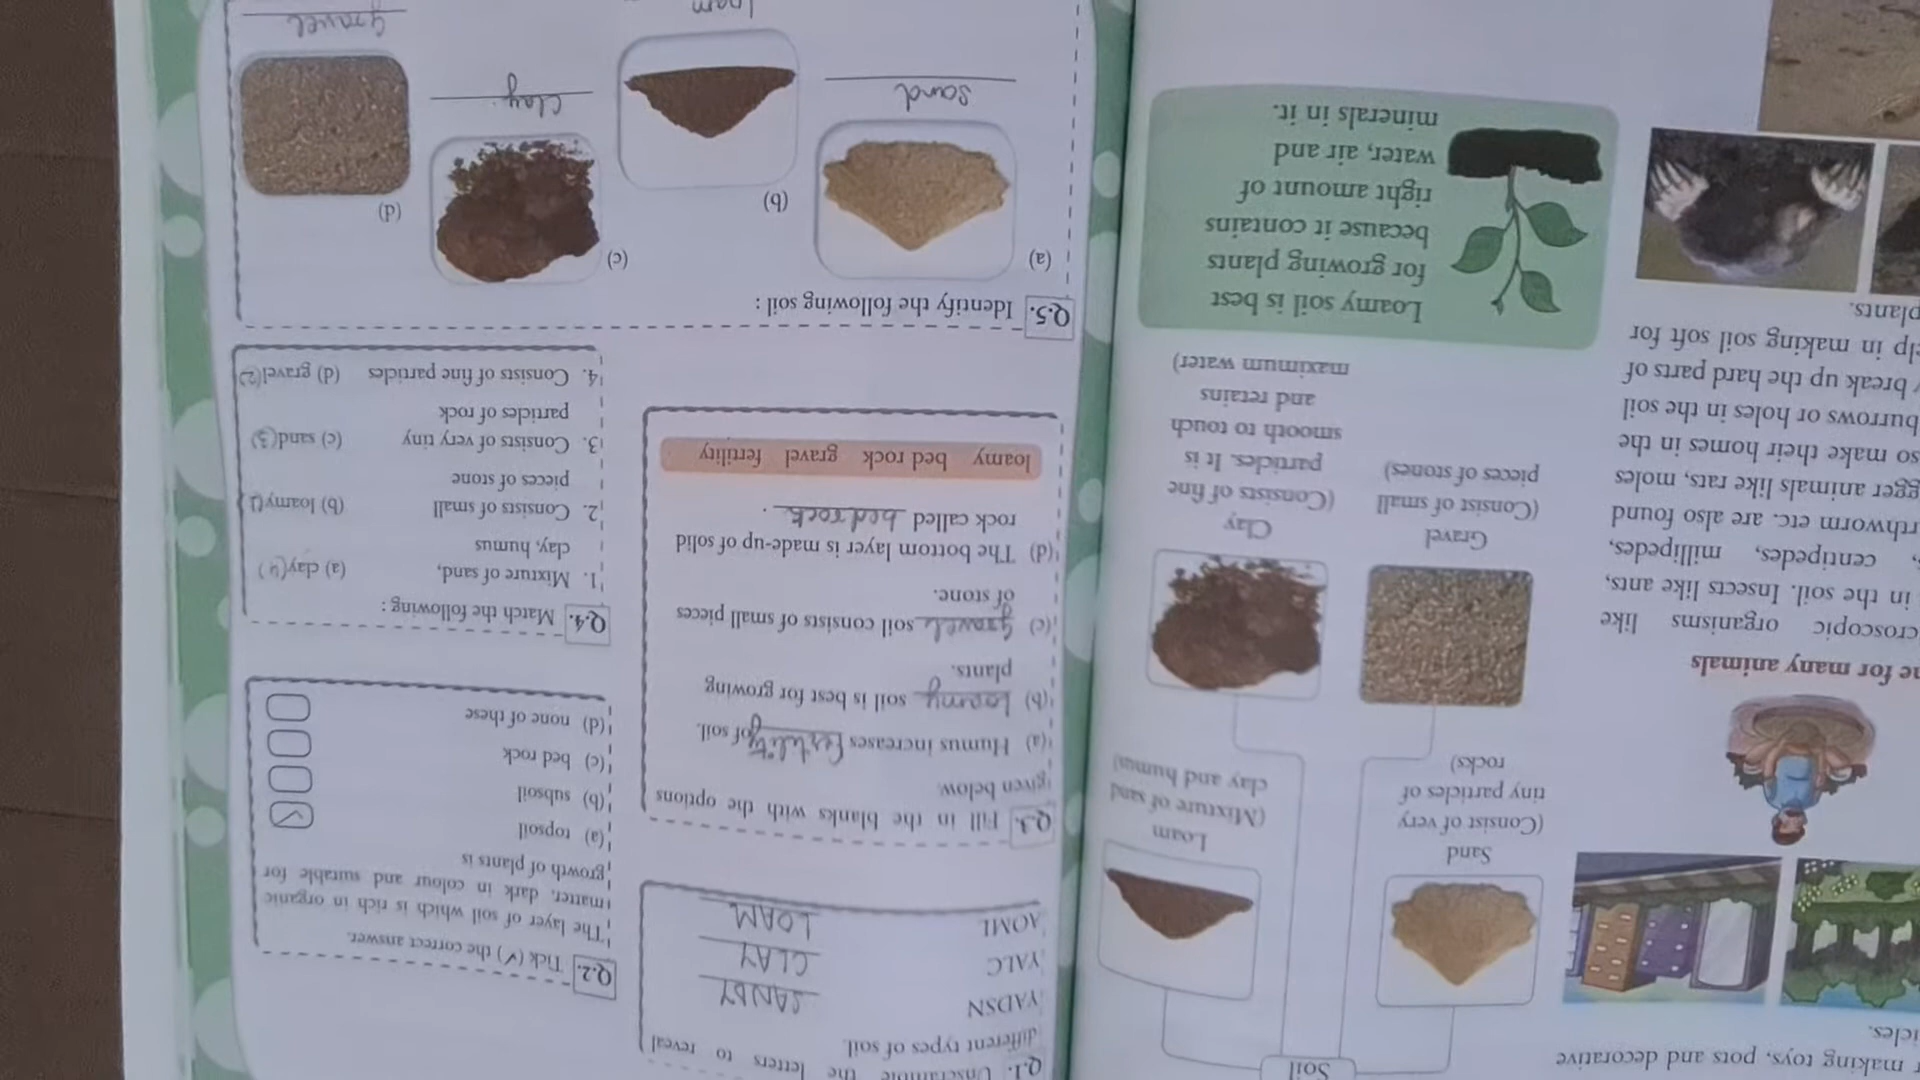 making toys, pots and decorative
icles.
for many animals
croscopic organisms like
in the soil. Insects like ants,
centipedes, millipedes,
rthworm etc. are also found
gger animals like rats, moles
so make their homes in the
burrows or holes in the soil
break up the hard parts of
lp in making soil soft for
plants.
Soil
Sand
(Consist of very
tiny particles of
rocks)
Loam
(Mixture of sand
clay and humus)
Gravel
(Consist of small
pieces of stones)
Clay
(Consists of fine
particles. It is
smooth to touch
and retains
maximum water)
Loamy soil is best
for growing plants
because it contains
right amount of
water, air and
minerals in it.
Q.1. Unscramble the letters to reveal
different types of soil.
YADSN SANDY
YALC CLAY
AOML LOAM
Q.3. Fill in the blanks with the options
given below
(a) Humus increases fertility of soil.
(b) Loamy soil is best for growing
plants.
(c) gravel soil consists of small pieces
of stone.
(d) The bottom layer is made-up of solid
rock called bed rock.
loamy bed rock gravel fertility
Q.2. Tick (✓) the correct answer.
The layer of soil which is rich in organic
matter, dark in colour and suitable for
growth of plants is
(a) topsoil ✓
(b) subsoil
(c) bed rock
(d) none of these
Q.4. Match the following :
1. Mixture of sand, (a) clay (4)
clay, humus
2. Consists of small (b) loamy (1)
pieces of stone
3. Consists of very tiny (c) sand (3)
particles of rock
4. Consists of fine particles (d) gravel (2)
Q.5. Identify the following soil :
(a) sand
(b) loam
(c) clay
(d) gravel